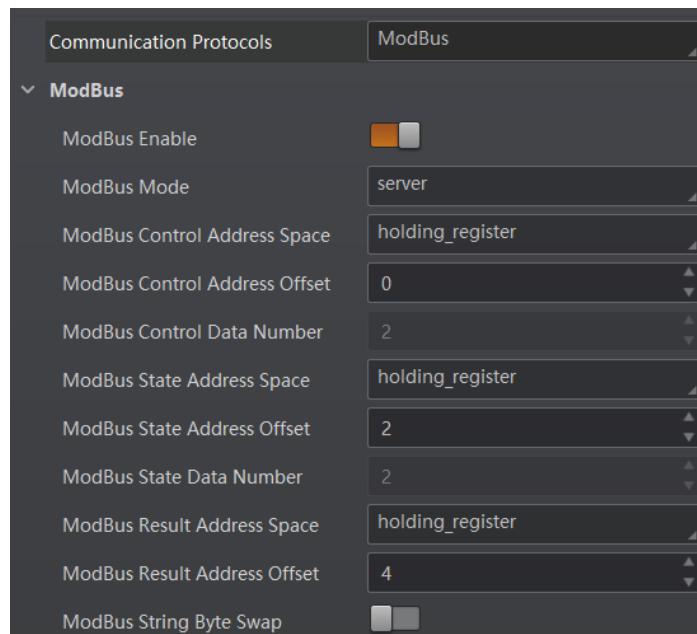 Communication Protocols ModBus
ModBus
ModBus Enable
ModBus Mode server
ModBus Control Address Space holding_register
ModBus Control Address Offset 0
ModBus Control Data Number 2
ModBus State Address Space holding_register
ModBus State Address Offset 2
ModBus State Data Number 2
ModBus Result Address Space holding_register
ModBus Result Address Offset 4
ModBus String Byte Swap